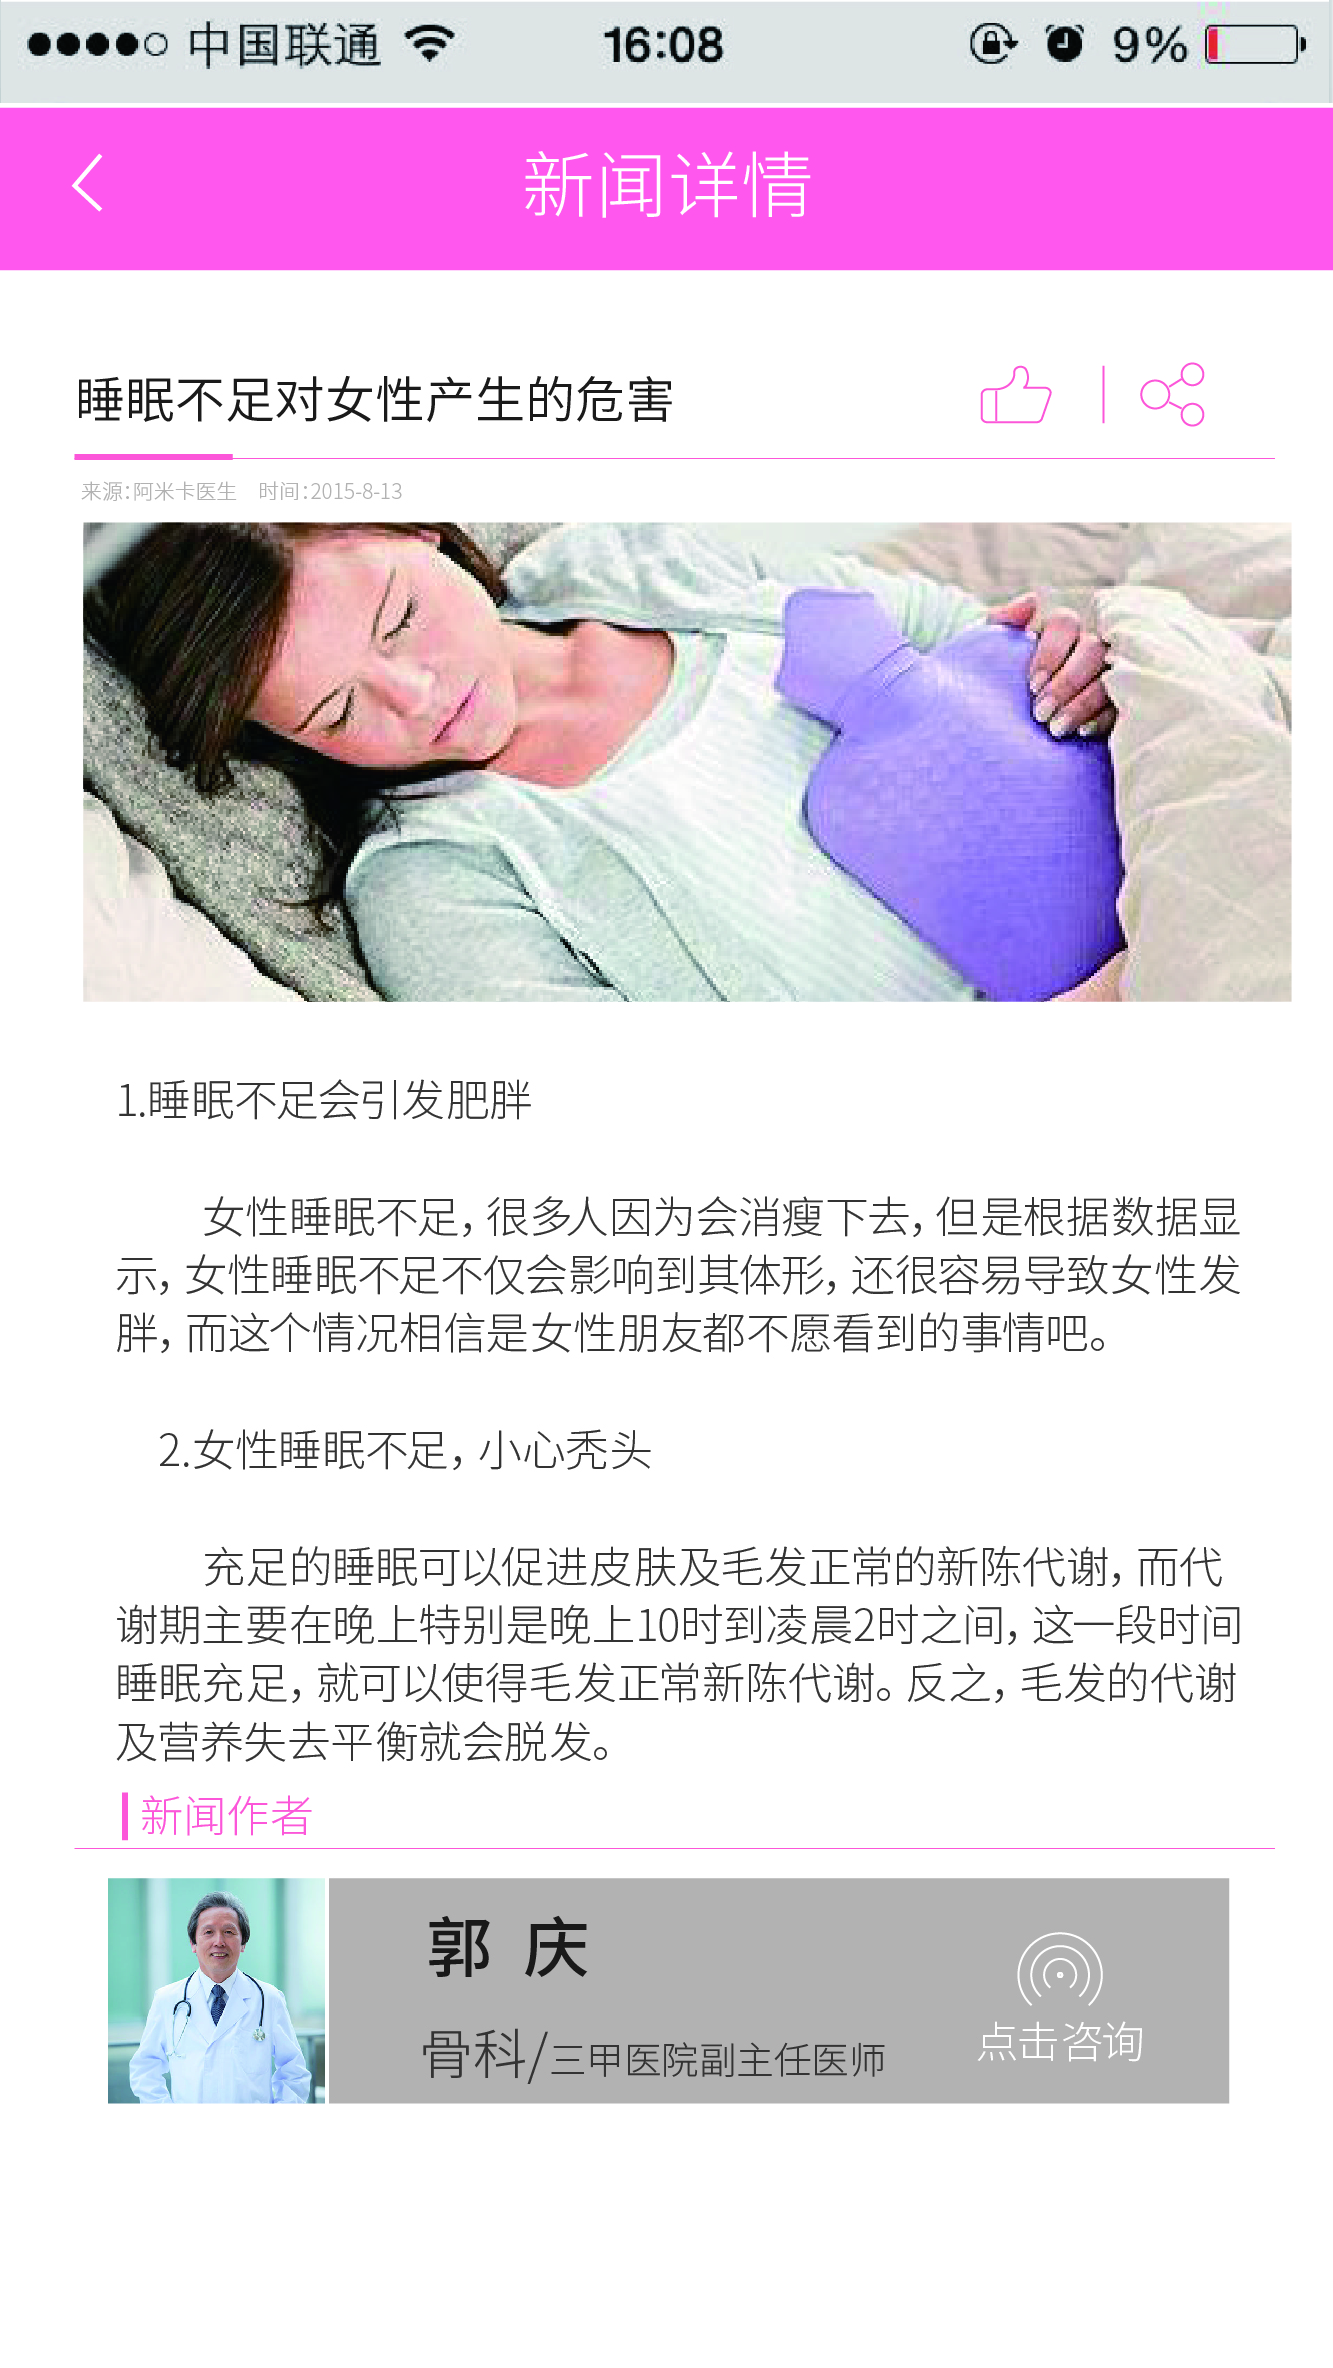 中国联通 16:08 9%
新闻详情
睡眠不足对女性产生的危害
来源:阿米卡医生 时间:2015-8-13
1.睡眠不足会引发肥胖
女性睡眠不足,很多人因为会消瘦下去,但是根据数据显
示,女性睡眠不足不仅会影响到其体形,还很容易导致女性发
胖,而这个情况相信是女性朋友都不愿看到的事情吧。
2.女性睡眠不足,小心秃头
充足的睡眠可以促进皮肤及毛发正常的新陈代谢,而代
谢期主要在晚上特别是晚上10时到凌晨2时之间,这一段时间
睡眠充足,就可以使得毛发正常新陈代谢。反之,毛发的代谢
及营养失去平衡就会脱发。
新闻作者
郭 庆
骨科/三甲医院副主任医师
点击咨询